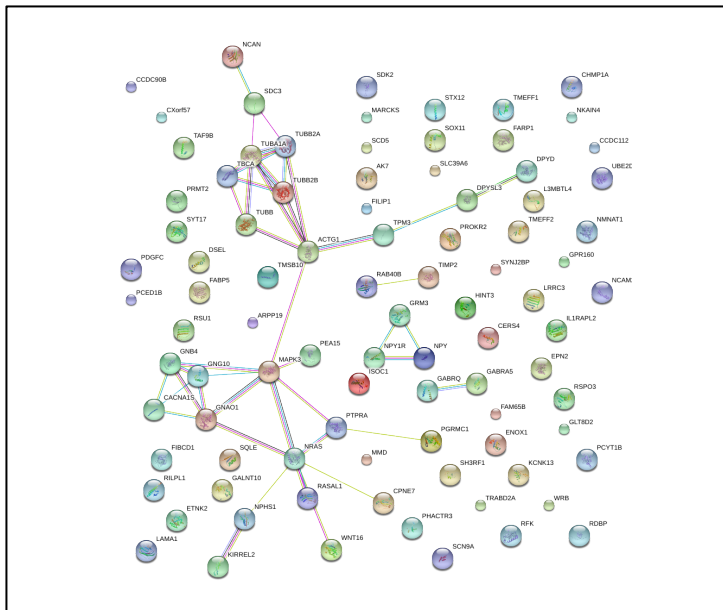 NCAN
CCDC90B
SDK2
CHMP1A
SDC3
STX12
TMEFF1
CXorf57
MARCKS
NKAIN4
TAF9B
TUBB2A
TUBA1A
SOX11
FARP1
SCD5
CCDC112
TBCA
AK7
SLC39A6
DPYD
UBE2D
TUBB2B
DPYSL3
L3MBTL4
PRMT2
FILIP1
TUBB
SYT17
ACTG1
TPM3
PROKR2
TMEFF2
NMNAT1
DSEL
PDGFC
TMSB10
RAB40B
TIMP2
SYNJ2BP
GPR160
FABP5
LRRC3
NCAM
PCED1B
GRM3
HINT3
RSU1
ARPP19
CERS4
IL1RAPL2
GNB4
PEA15
NPY1R
NPY
GNG10
MAPK3
ISOC1
EPN2
GABRQ
GABRA5
RSPO3
CACNA1S
GNAO1
PTPRA
FAM65B
GLT8D2
FIBCD1
SQLE
NRAS
PGRMC1
ENOX1
PCYT1B
MMD
RILPL1
GALNT10
RASAL1
SH3RF1
KCNK13
CPNE7
ETNK2
NPHS1
TRABD2A
WRB
PHACTR3
LAMA1
WNT16
RFK
RDBP
KIRREL2
SCN9A